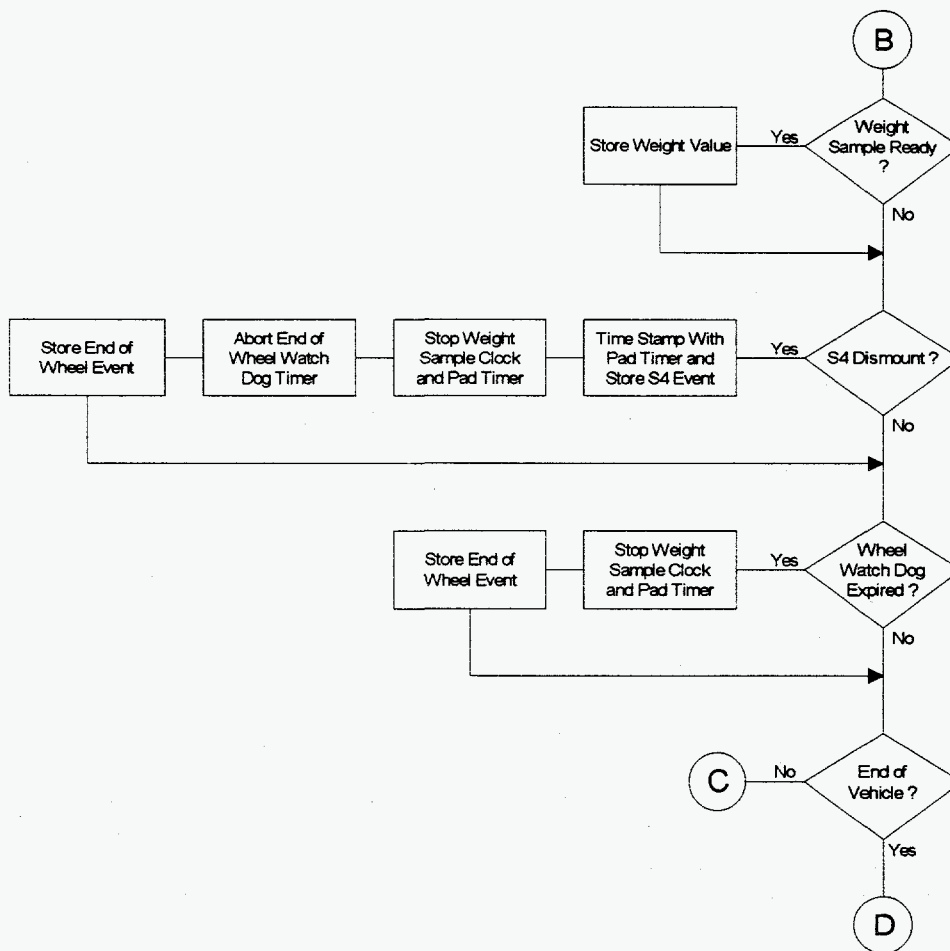 B
Weight
Sample Ready
?
Yes
Store Weight Value
No
S4 Dismount ?
Yes
Time Stamp With
Pad Timer and
Store S4 Event
Stop Weight
Sample Clock
and Pad Timer
Abort End of
Wheel Watch
Dog Timer
Store End of
Wheel Event
No
Wheel
Watch Dog
Expired ?
Yes
Stop Weight
Sample Clock
and Pad Timer
Store End of
Wheel Event
No
End of
Vehicle ?
No
C
Yes
D